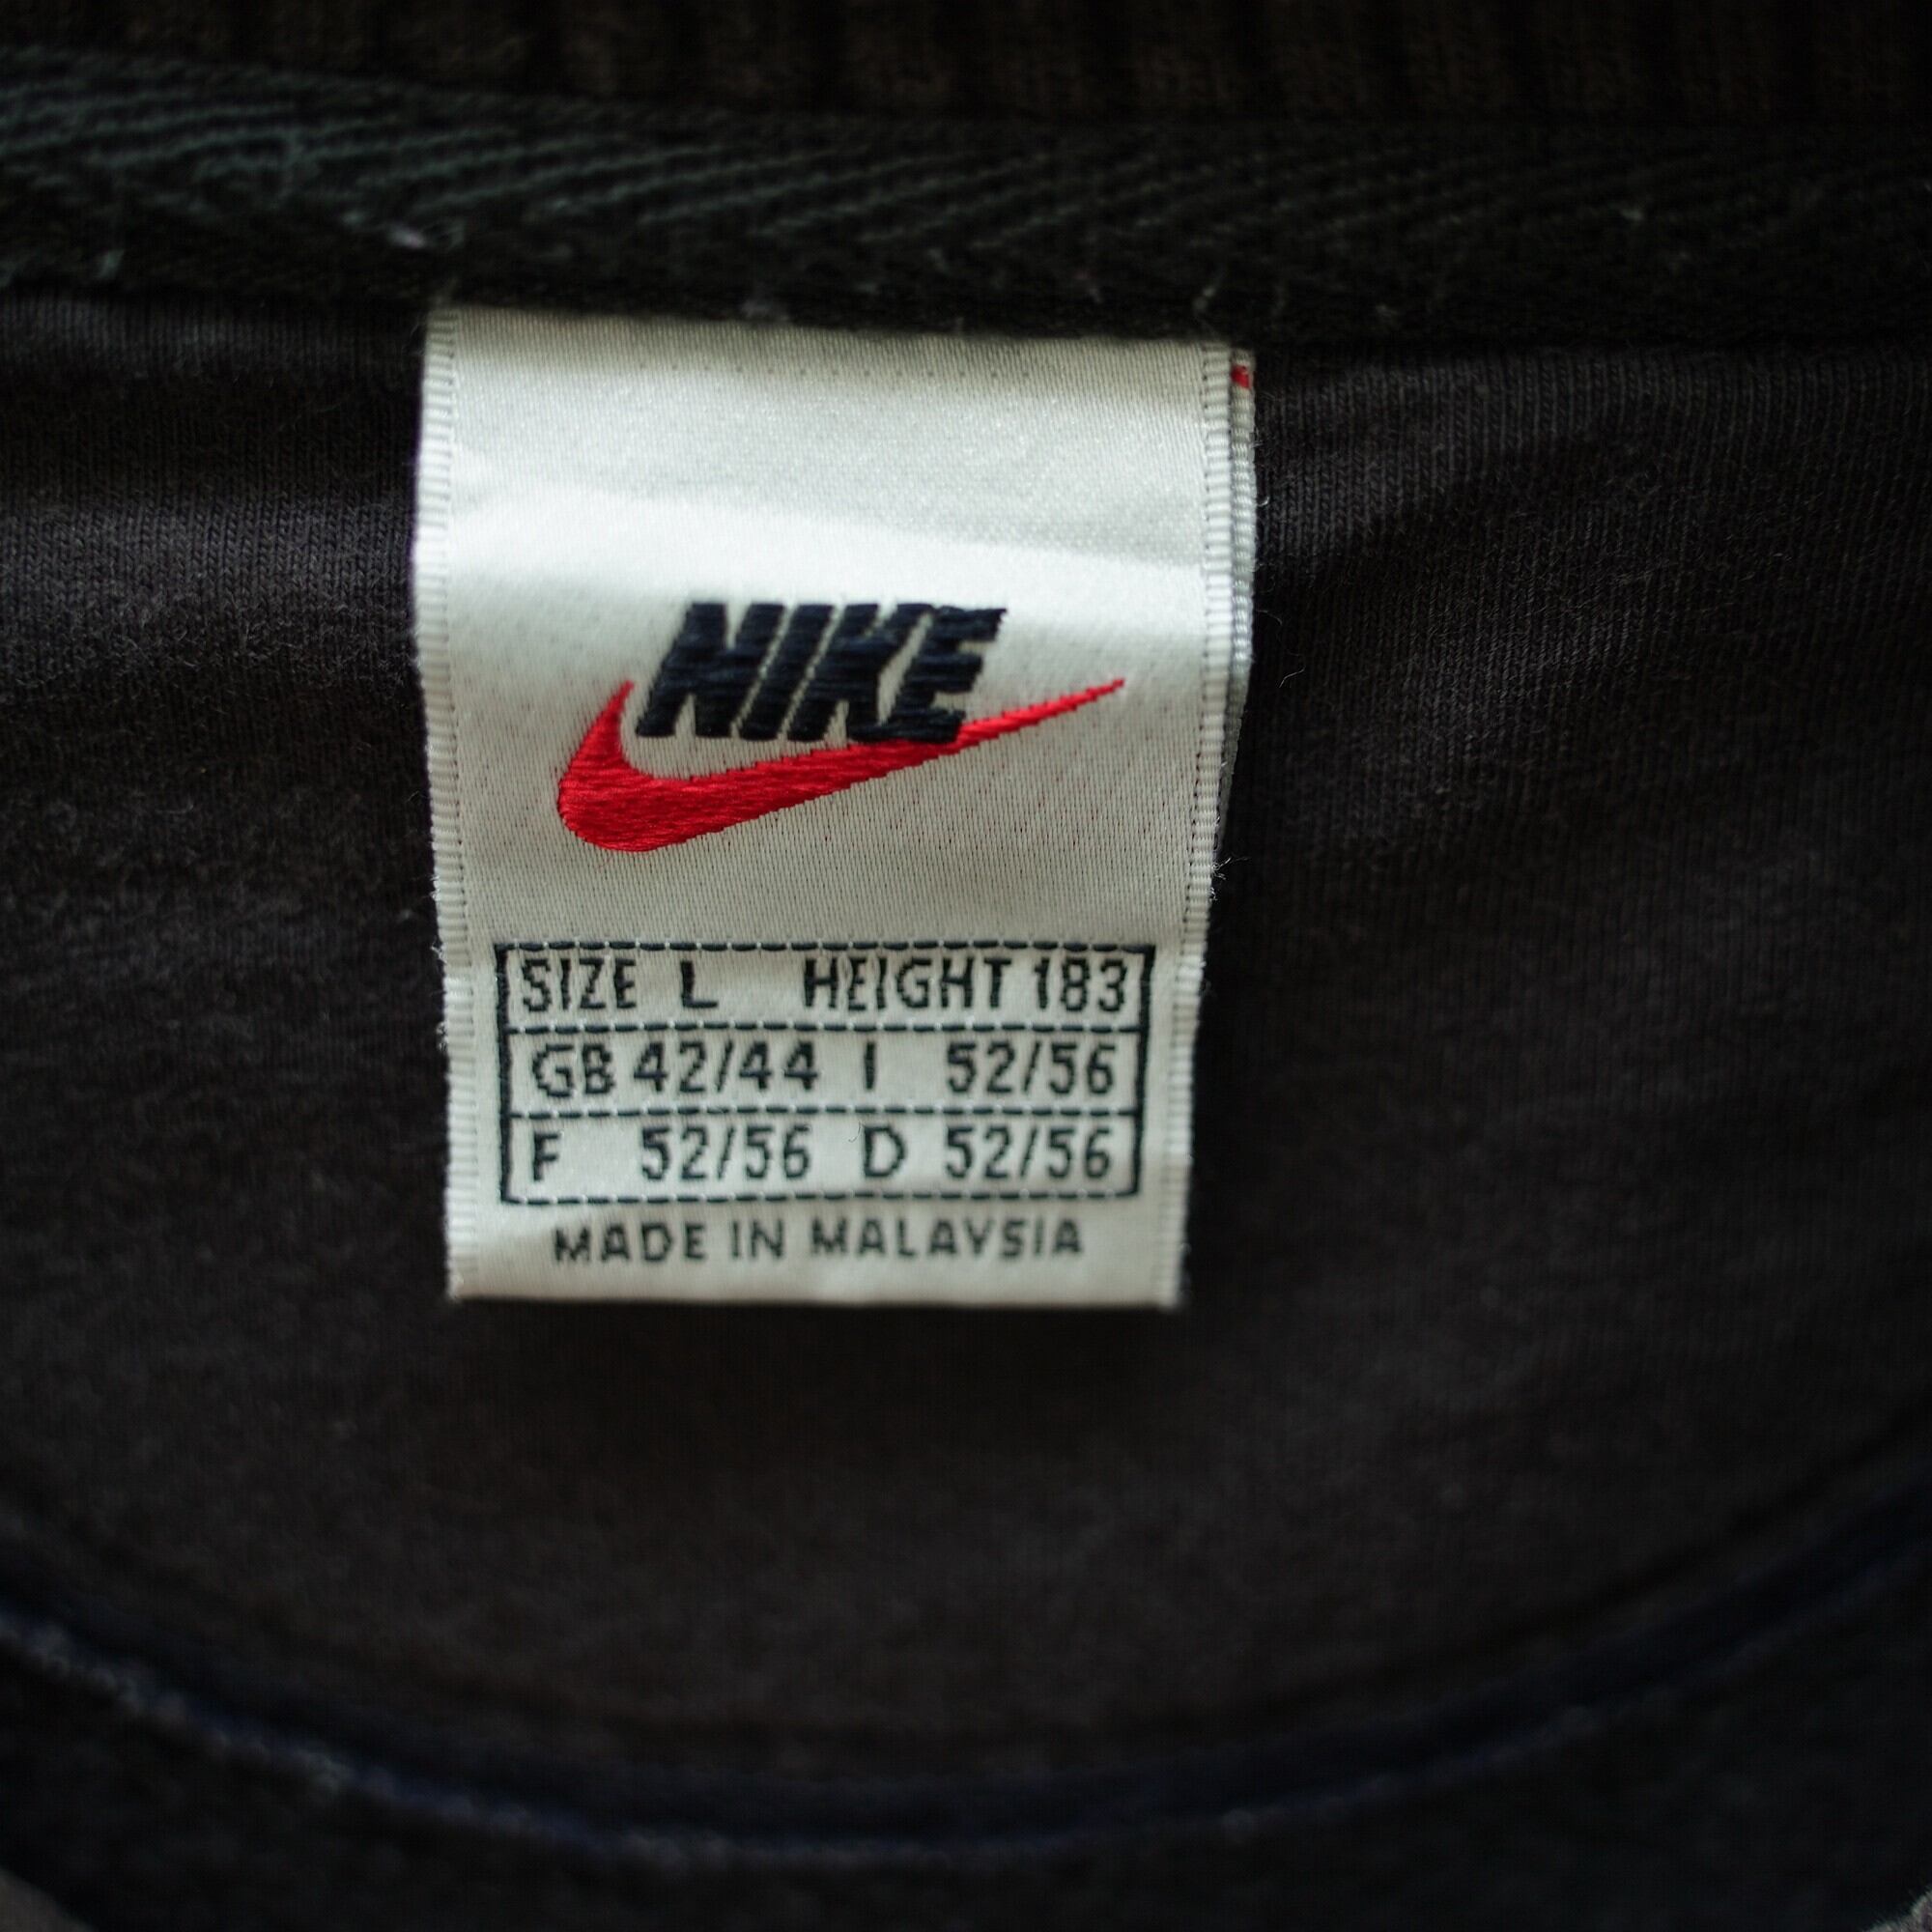 NIKE
SIZE L HEIGHT 183
GB 42/44 I 52/56
F 52/56 D 52/56
MADE IN MALAYSIA